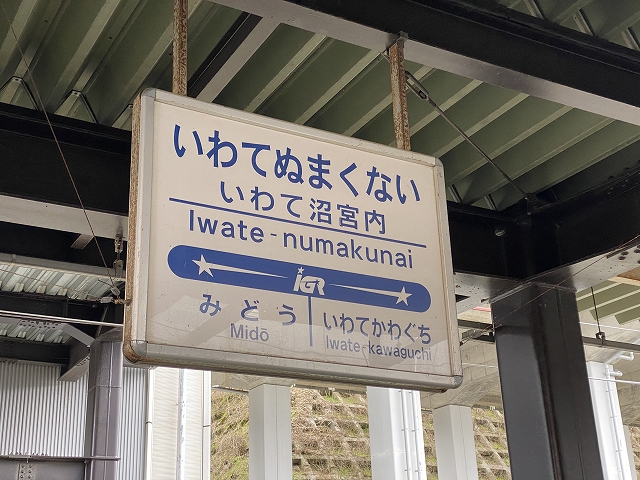 いわてぬまくない
いわて沼宮内
Iwate-numakunai
IGR
みどう
Midō
いわてかわぐち
Iwate-kawaguchi